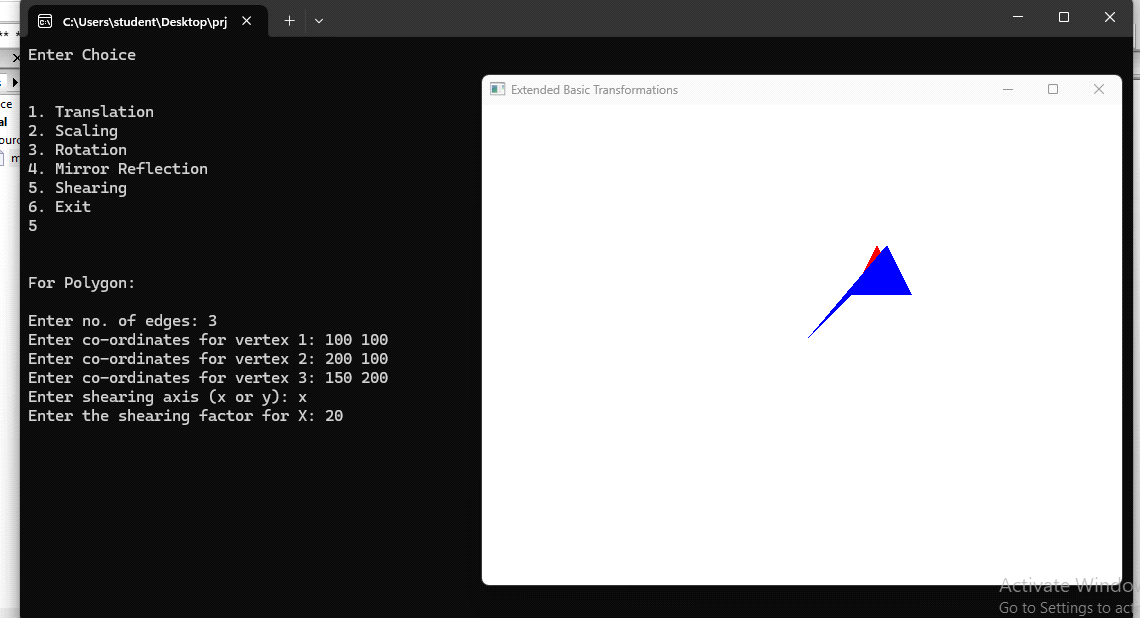 C:\Users\student\Desktop\prj
Enter Choice
Extended Basic Transformations
1. Translation
2. Scaling
3. Rotation
4. Mirror Reflection
5. Shearing
6. Exit
5
For Polygon:
Enter no. of edges: 3
Enter co-ordinates for vertex 1: 100 100
Enter co-ordinates for vertex 2: 200 100
Enter co-ordinates for vertex 3: 150 200
Enter shearing axis (x or y): x
Enter the shearing factor for X: 20
Activate Windo
Go to Settings to act